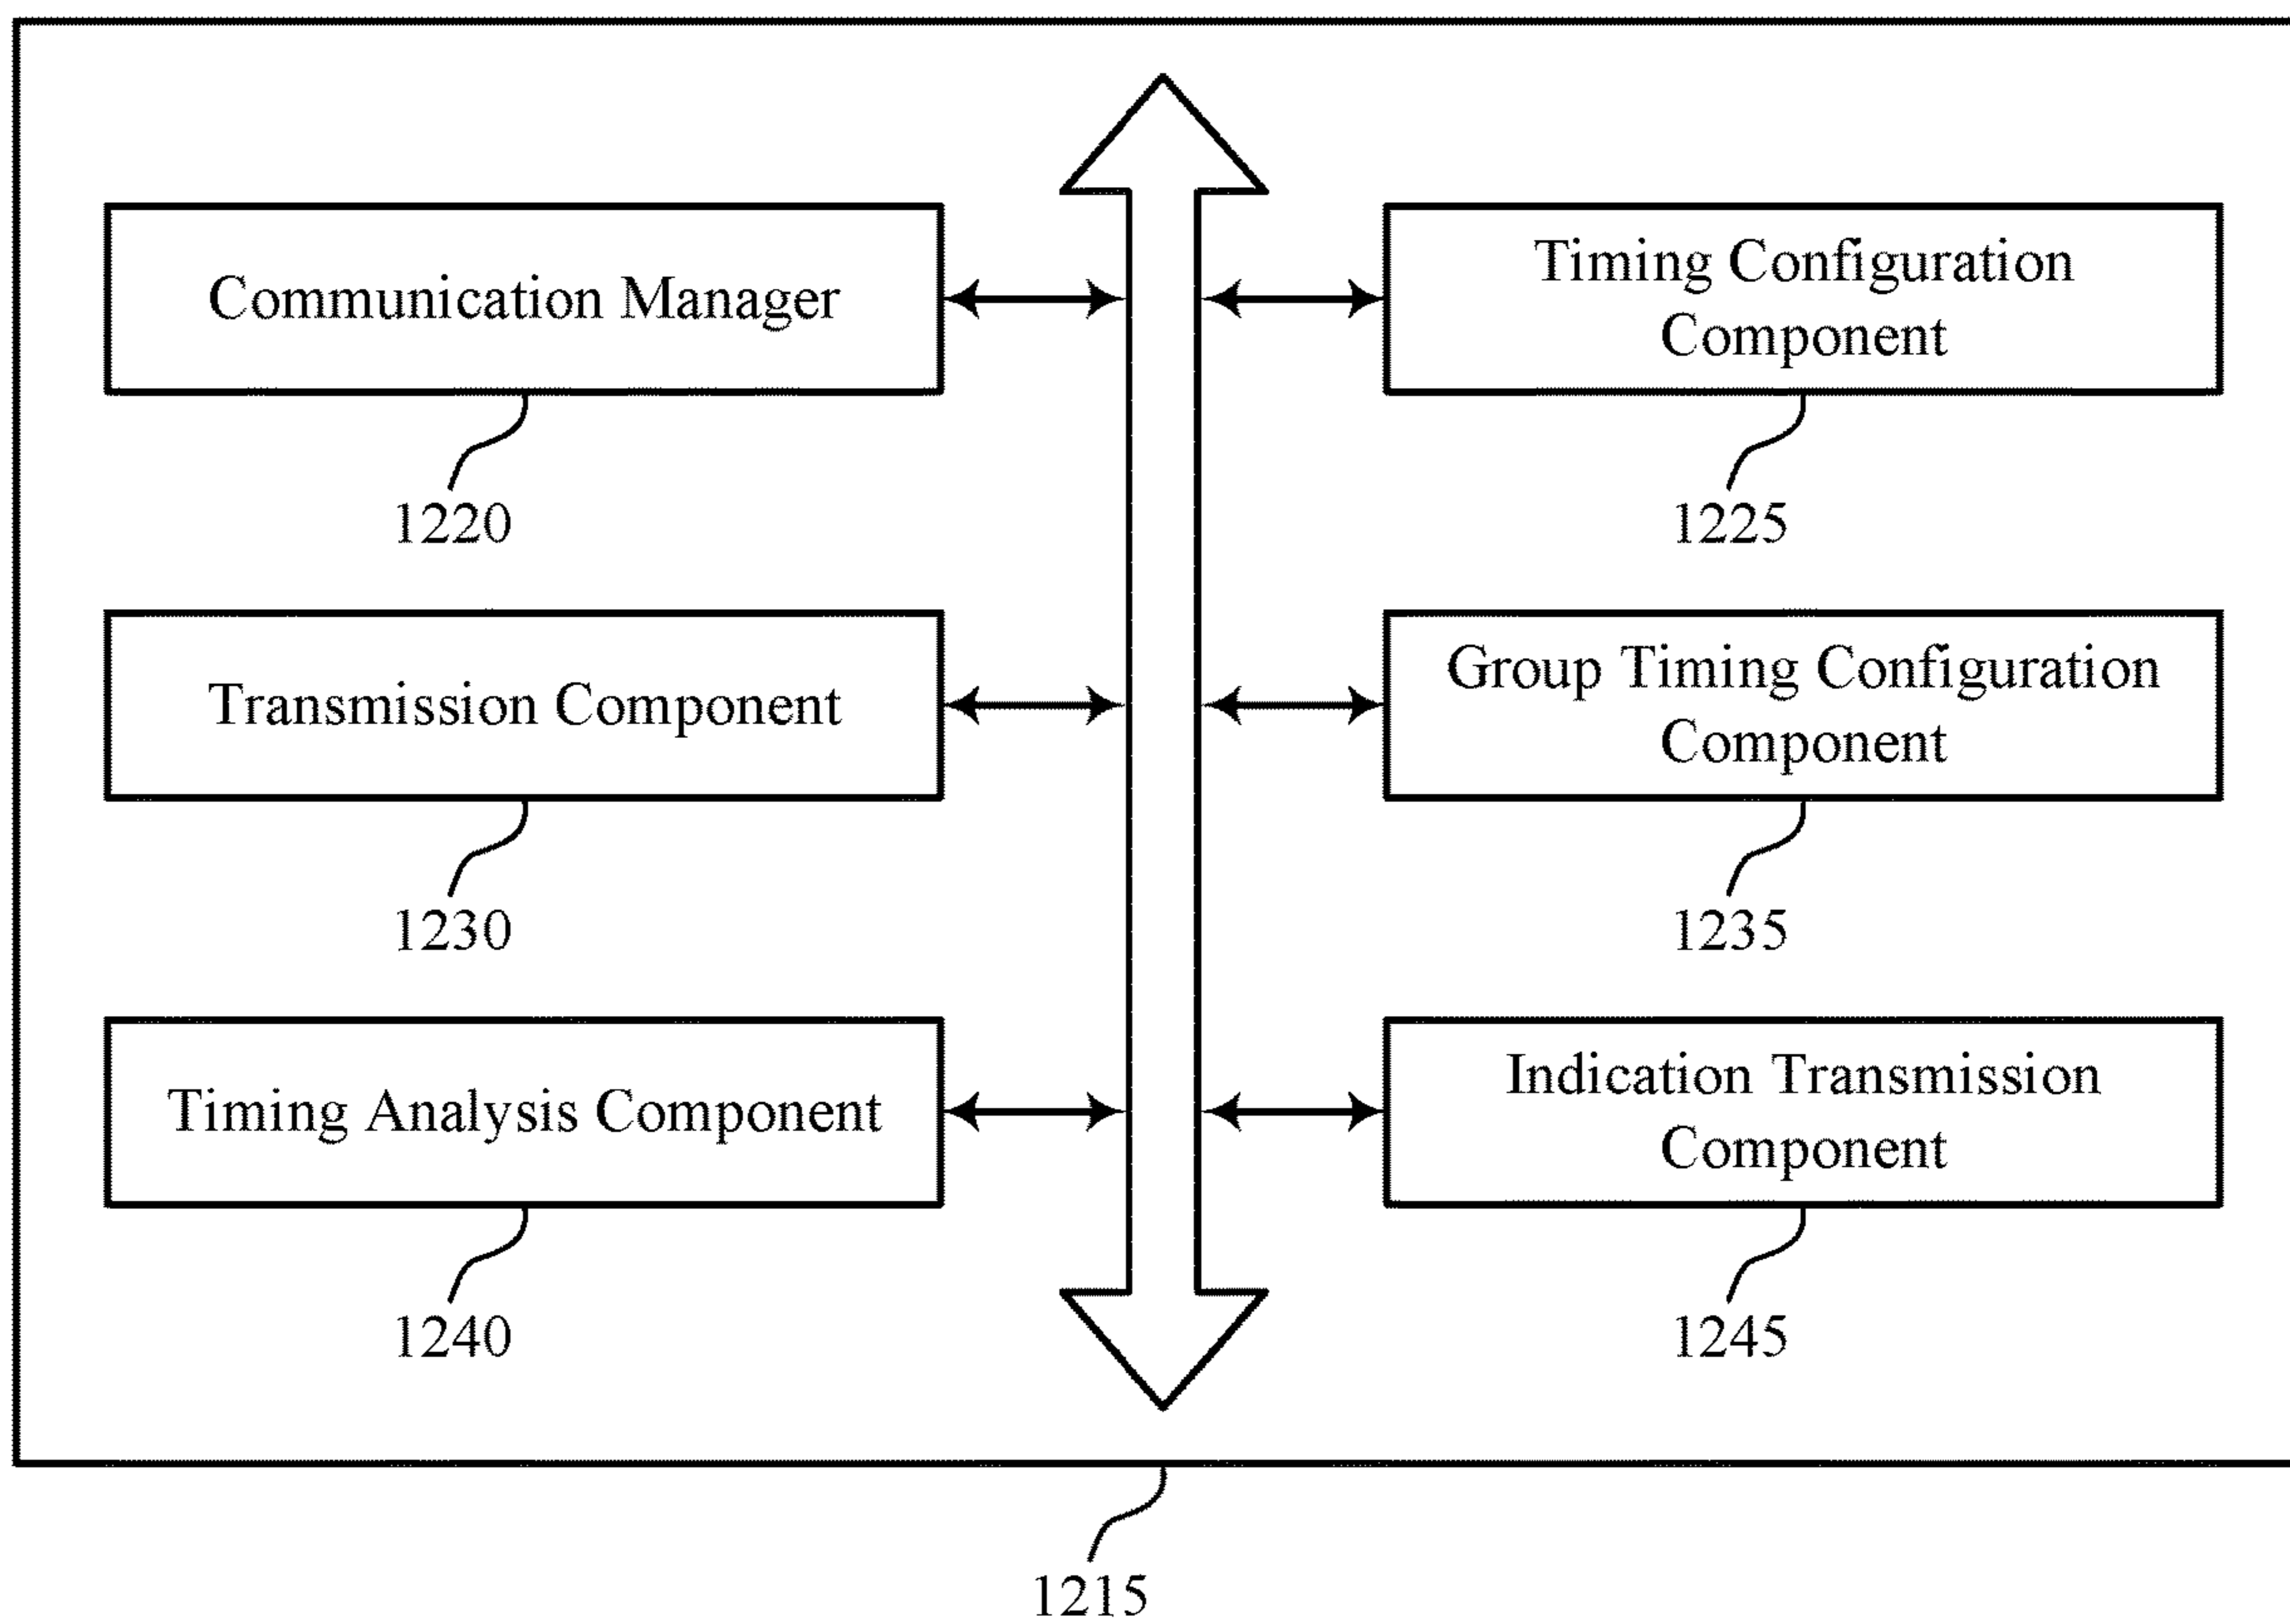 Communication Manager
1220
Timing Configuration
Component
1225
Transmission Component
1230
Group Timing Configuration
Component
1235
Timing Analysis Component
1240
Indication Transmission
Component
1245
1215